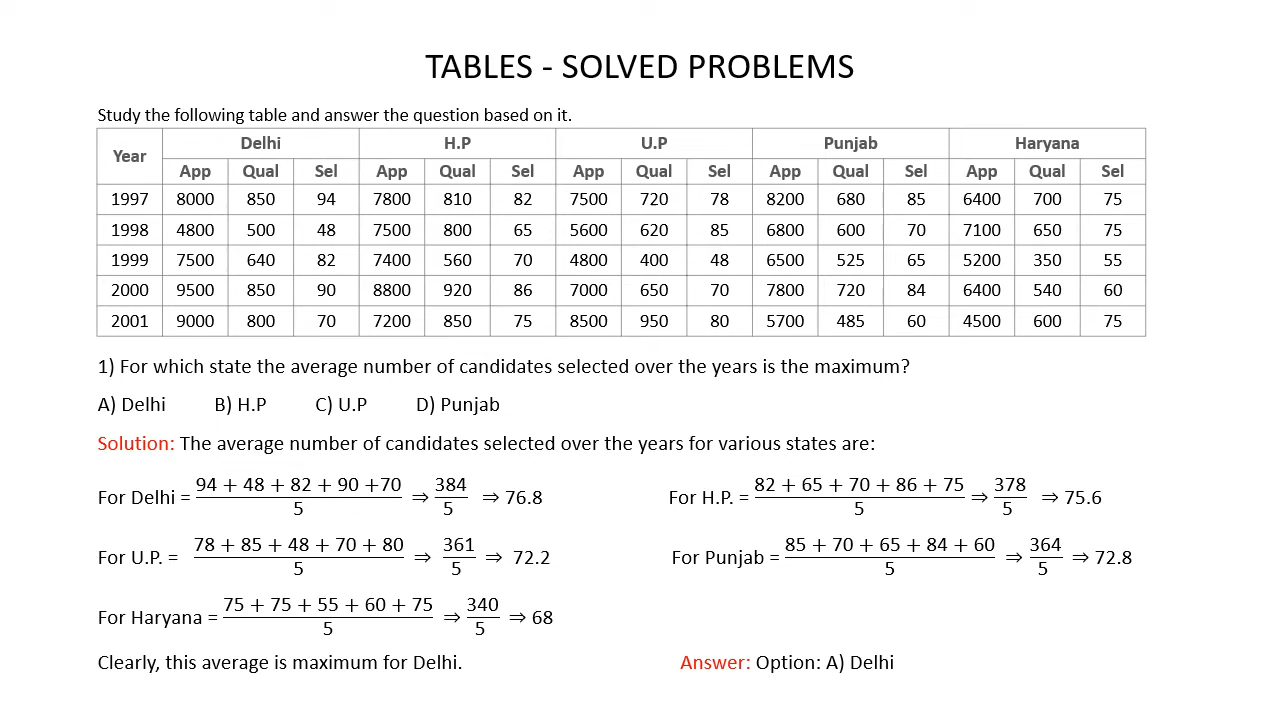 TABLES - SOLVED PROBLEMS
Study the following table and answer the question based on it.
Year Delhi H.P U.P Punjab Haryana
App Qual Sel App Qual Sel App Qual Sel App Qual Sel App Qual Sel
1997 8000 850 94 7800 810 82 7500 720 78 8200 680 85 6400 700 75
1998 4800 500 48 7500 800 65 5600 620 85 6800 600 70 7100 650 75
1999 7500 640 82 7400 560 70 4800 400 48 6500 525 65 5200 350 55
2000 9500 850 90 8800 920 86 7000 650 70 7800 720 84 6400 540 60
2001 9000 800 70 7200 850 75 8500 950 80 5700 485 60 4500 600 75
1) For which state the average number of candidates selected over the years is the maximum?
A) Delhi B) H.P C) U.P D) Punjab
Solution: The average number of candidates selected over the years for various states are:
For Delhi = (94 + 48 + 82 + 90 +70)/5 ⇒ 384/5 ⇒ 76.8 For H.P. = (82 + 65 + 70 + 86 + 75)/5 ⇒ 378/5 ⇒ 75.6
For U.P. = (78 + 85 + 48 + 70 + 80)/5 ⇒ 361/5 ⇒ 72.2 For Punjab = (85 + 70 + 65 + 84 + 60)/5 ⇒ 364/5 ⇒ 72.8
For Haryana = (75 + 75 + 55 + 60 + 75)/5 ⇒ 340/5 ⇒ 68
Clearly, this average is maximum for Delhi. Answer: Option: A) Delhi